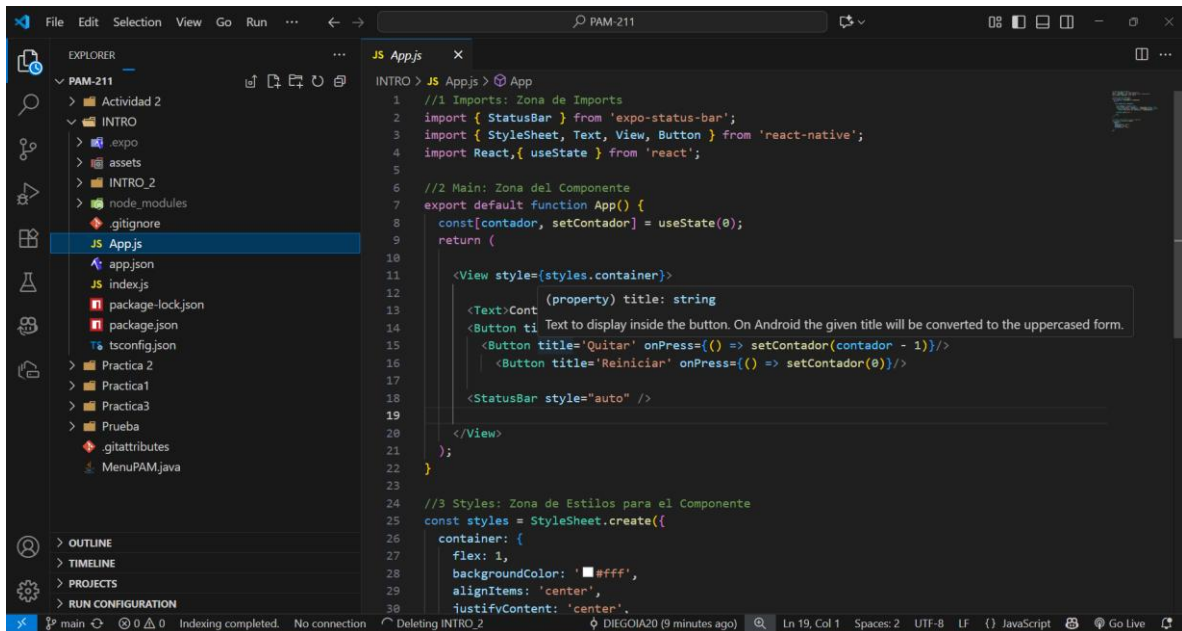 File Edit Selection View Go Run ··· PAM-211
EXPLORER ···
PAM-211
Actividad 2
INTRO
.expo
assets
INTRO_2
node_modules
.gitignore
JS App.js
app.json
JS index.js
package-lock.json
package.json
TS tsconfig.json
Practica 2
Practica1
Practica3
Prueba
.gitattributes
MenuPAM.java
OUTLINE
TIMELINE
PROJECTS
RUN CONFIGURATION
JS App.js
INTRO > JS App.js > App
1 //1 Imports: Zona de Imports
2 import { StatusBar } from 'expo-status-bar';
3 import { StyleSheet, Text, View, Button } from 'react-native';
4 import React,{ useState } from 'react';
5
6 //2 Main: Zona del Componente
7 export default function App() {
8 const[contador, setContador] = useState(0);
9 return (
10
11 <View style={styles.container}>
12
(property) title: string
13 <Text>Cont
Text to display inside the button. On Android the given title will be converted to the uppercased form.
14 <Button ti
15 <Button title='Quitar' onPress={() => setContador(contador - 1)}/>
16 <Button title='Reiniciar' onPress={() => setContador(0)}/>
17
18 <StatusBar style="auto" />
19
20 </View>
21 );
22 }
23
24 //3 Styles: Zona de Estilos para el Componente
25 const styles = StyleSheet.create({
26 container: {
27 flex: 1,
28 backgroundColor: '#fff',
29 alignItems: 'center',
30 justifyContent: 'center',
main 0 0 Indexing completed. No connection Deleting INTRO_2 DIEGOIA20 (9 minutes ago) Ln 19, Col 1 Spaces: 2 UTF-8 LF {} JavaScript Go Live